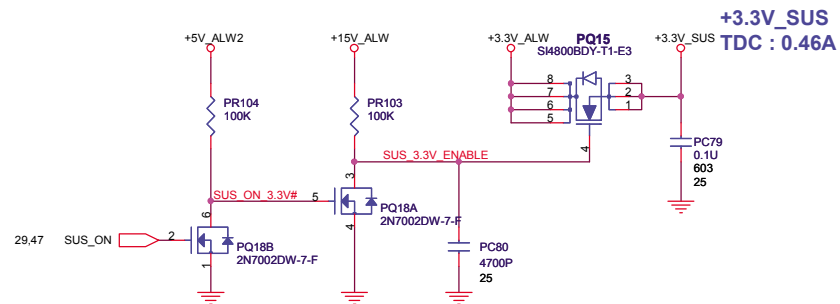 +3.3V_SUS
TDC : 0.46A
+5V_ALW2
+15V_ALW
+3.3V_ALW
PQ15
SI4800BDY-T1-E3
+3.3V_SUS
8
7
6
5
3
2
1
4
PR104
100K
PR103
100K
SUS_3.3V_ENABLE
PC79
0.1U
603
25
SUS_ON_3.3V#
5
3
4
PQ18A
2N7002DW-7-F
6
29,47
SUS_ON
2
1
PQ18B
2N7002DW-7-F
PC80
4700P
25